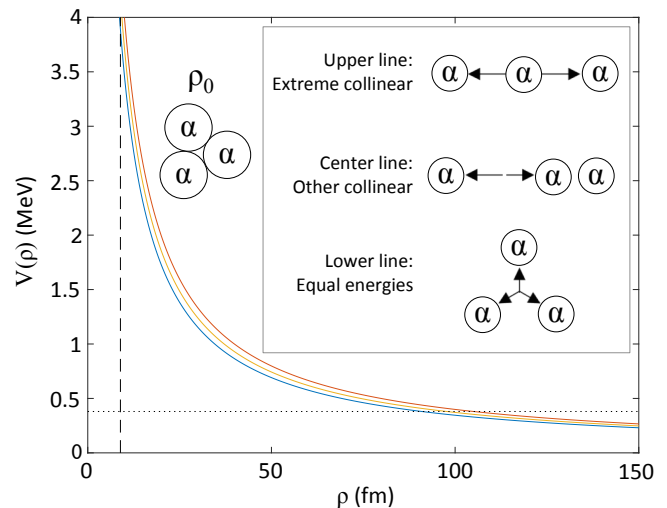 4
3.5
3
2.5
2
1.5
1
0.5
0
0
50
100
150
V(ρ) (MeV)
ρ (fm)
ρ₀
α
α
α
Upper line:
Extreme collinear
α α α
Center line:
Other collinear
α α α
Lower line:
Equal energies
α
α α